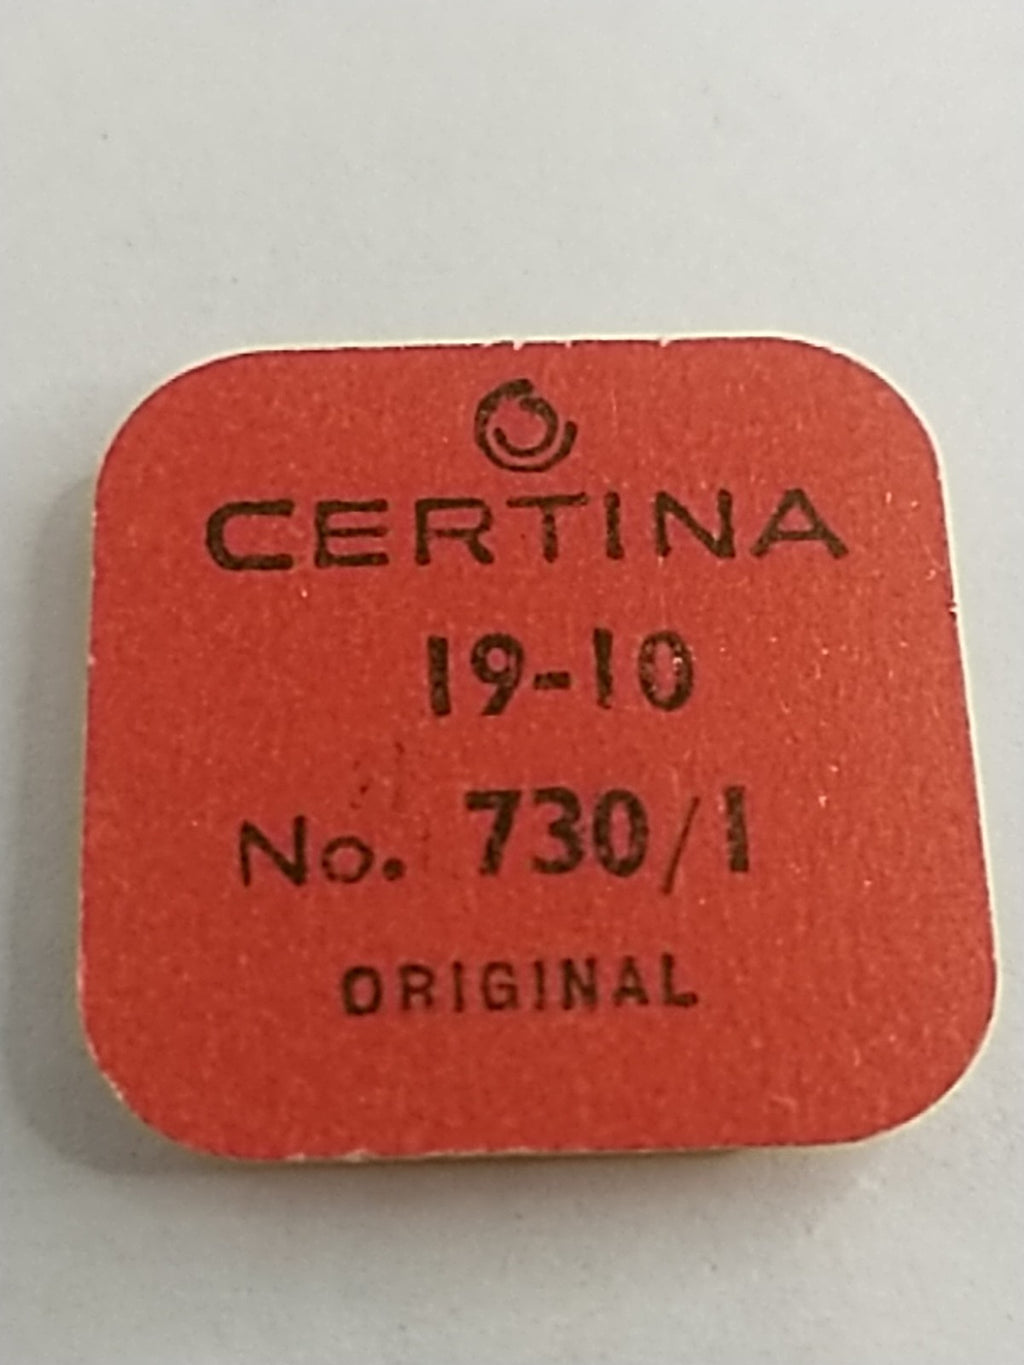 CERTINA
19-10
No. 730/1
ORIGINAL